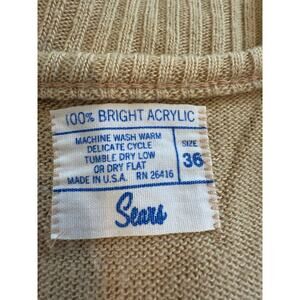 100% BRIGHT ACRYLIC
MACHINE WASH WARM
DELICATE CYCLE
TUMBLE DRY LOW
OR DRY FLAT
MADE IN U.S.A. RN 26416
SIZE
36
Sears